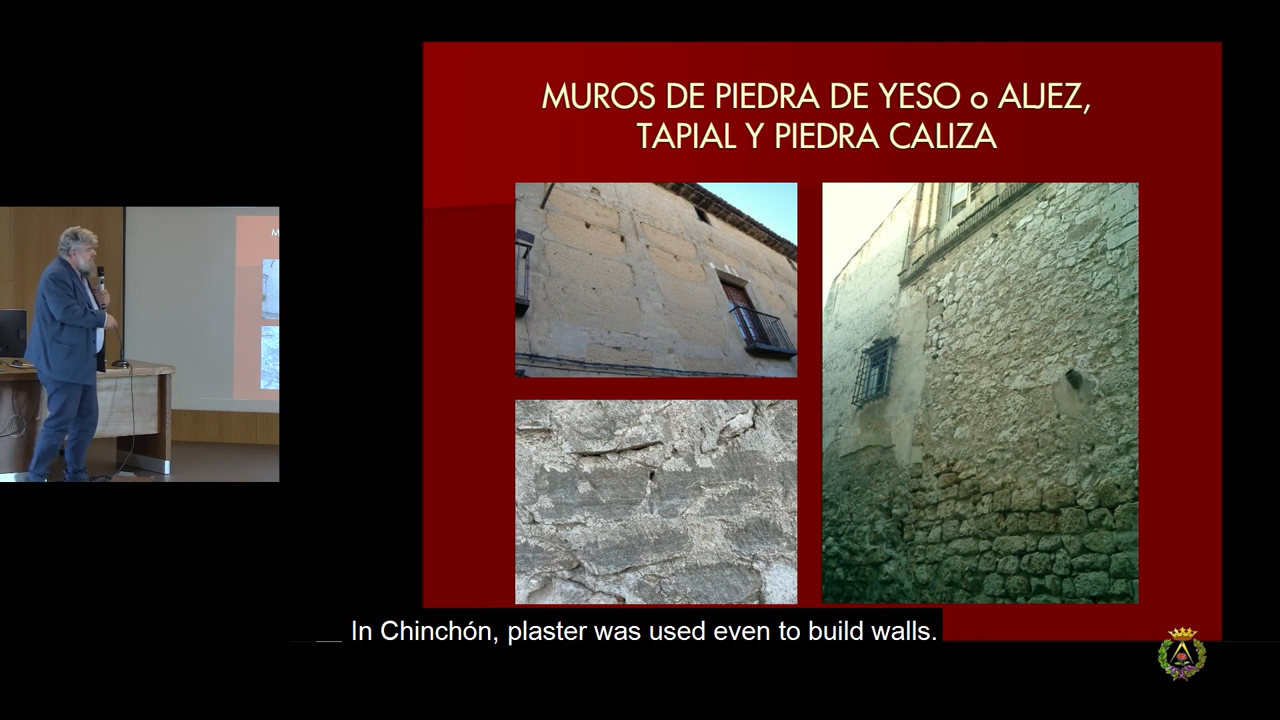 MUROS DE PIEDRA DE YESO o ALJEZ,
TAPIAL Y PIEDRA CALIZA
In Chinchón, plaster was used even to build walls.